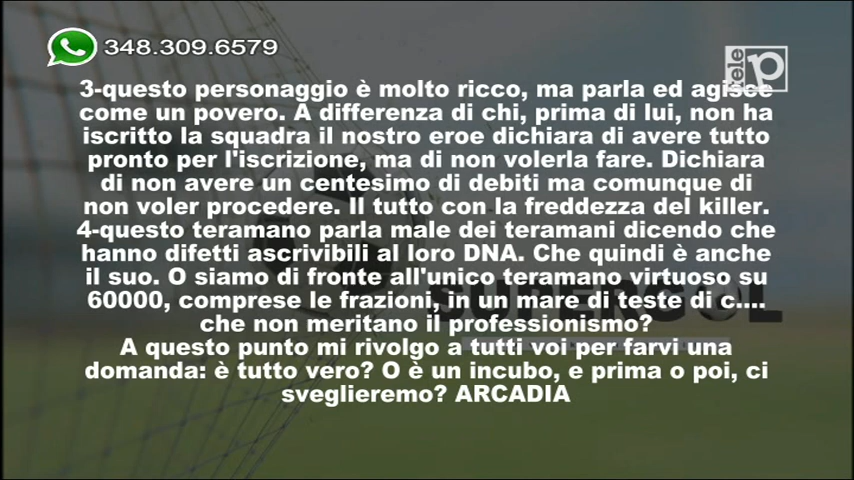 348.309.6579
tele p
3-questo personaggio è molto ricco, ma parla ed agisce
come un povero. A differenza di chi, prima di lui, non ha
iscritto la squadra il nostro eroe dichiara di avere tutto
pronto per l'iscrizione, ma di non volerla fare. Dichiara
di non avere un centesimo di debiti ma comunque di
non voler procedere. Il tutto con la freddezza del killer.
4-questo teramano parla male dei teramani dicendo che
hanno difetti ascrivibili al loro DNA. Che quindi è anche
il suo. O siamo di fronte all'unico teramano virtuoso su
60000, comprese le frazioni, in un mare di teste di c....
SUPERGOL
che non meritano il professionismo?
A questo punto mi rivolgo a tutti voi per farvi una
domanda: è tutto vero? O è un incubo, e prima o poi, ci
sveglieremo? ARCADIA